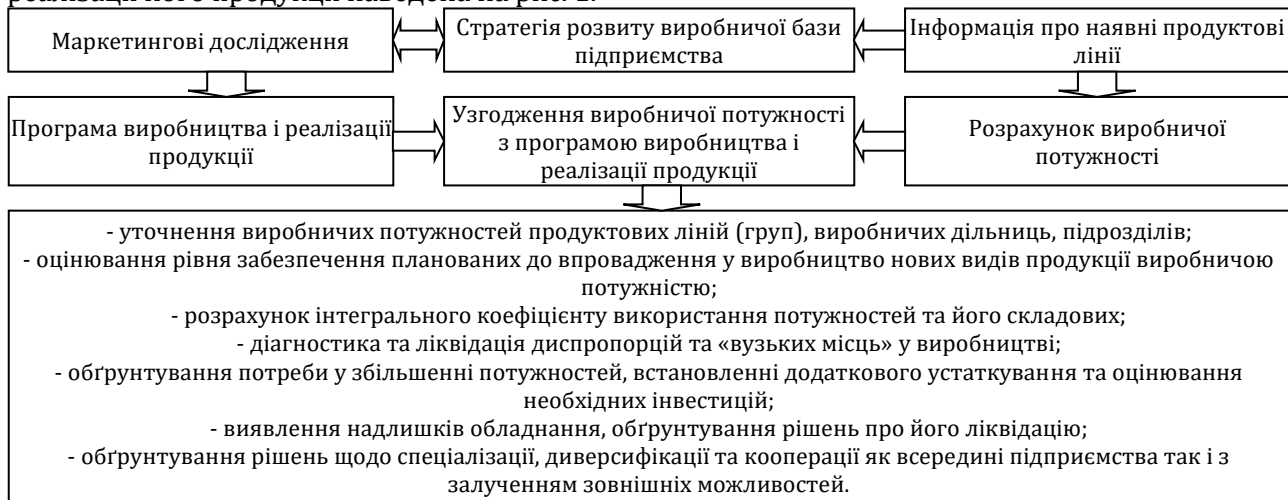 реалізації його продукції наведена на рис. 2.
Маркетингові дослідження
Стратегія розвиту виробничої бази
підприємства
Інформація про наявні продуктові
лінії
Програма виробництва і реалізації
продукції
Узгодження виробничої потужності
з програмою виробництва і
реалізації продукції
Розрахунок виробничої
потужності
- уточнення виробничих потужностей продуктових ліній (груп), виробничих дільниць, підрозділів;
- оцінювання рівня забезпечення планованих до впровадження у виробництво нових видів продукції виробничою
потужністю;
- розрахунок інтегрального коефіцієнту використання потужностей та його складових;
- діагностика та ліквідація диспропорцій та «вузьких місць» у виробництві;
- обґрунтування потреби у збільшенні потужностей, встановленні додаткового устаткування та оцінювання
необхідних інвестицій;
- виявлення надлишків обладнання, обґрунтування рішень про його ліквідацію;
- обґрунтування рішень щодо спеціалізації, диверсифікації та кооперації як всередині підприємства так і з
залученням зовнішніх можливостей.